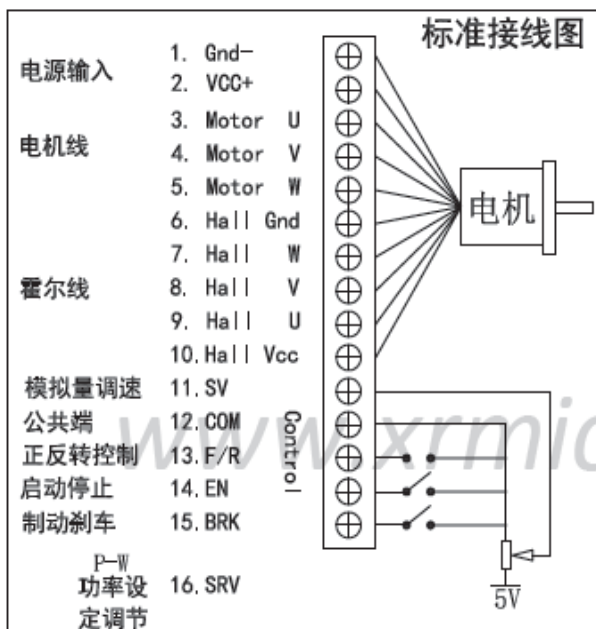 标准接线图
电源输入
1. Gnd-
2. VCC+
电机线
3. Motor U
4. Motor V
5. Motor W
霍尔线
6. Hall Gnd
7. Hall W
8. Hall V
9. Hall U
10. Hall Vcc
电机
模拟量调速 11. SV
公共端 12. COM
正反转控制 13. F/R
启动停止 14. EN
制动刹车 15. BRK
Control
P-W
功率设 16. SRV
定调节
5V
www.xrmic